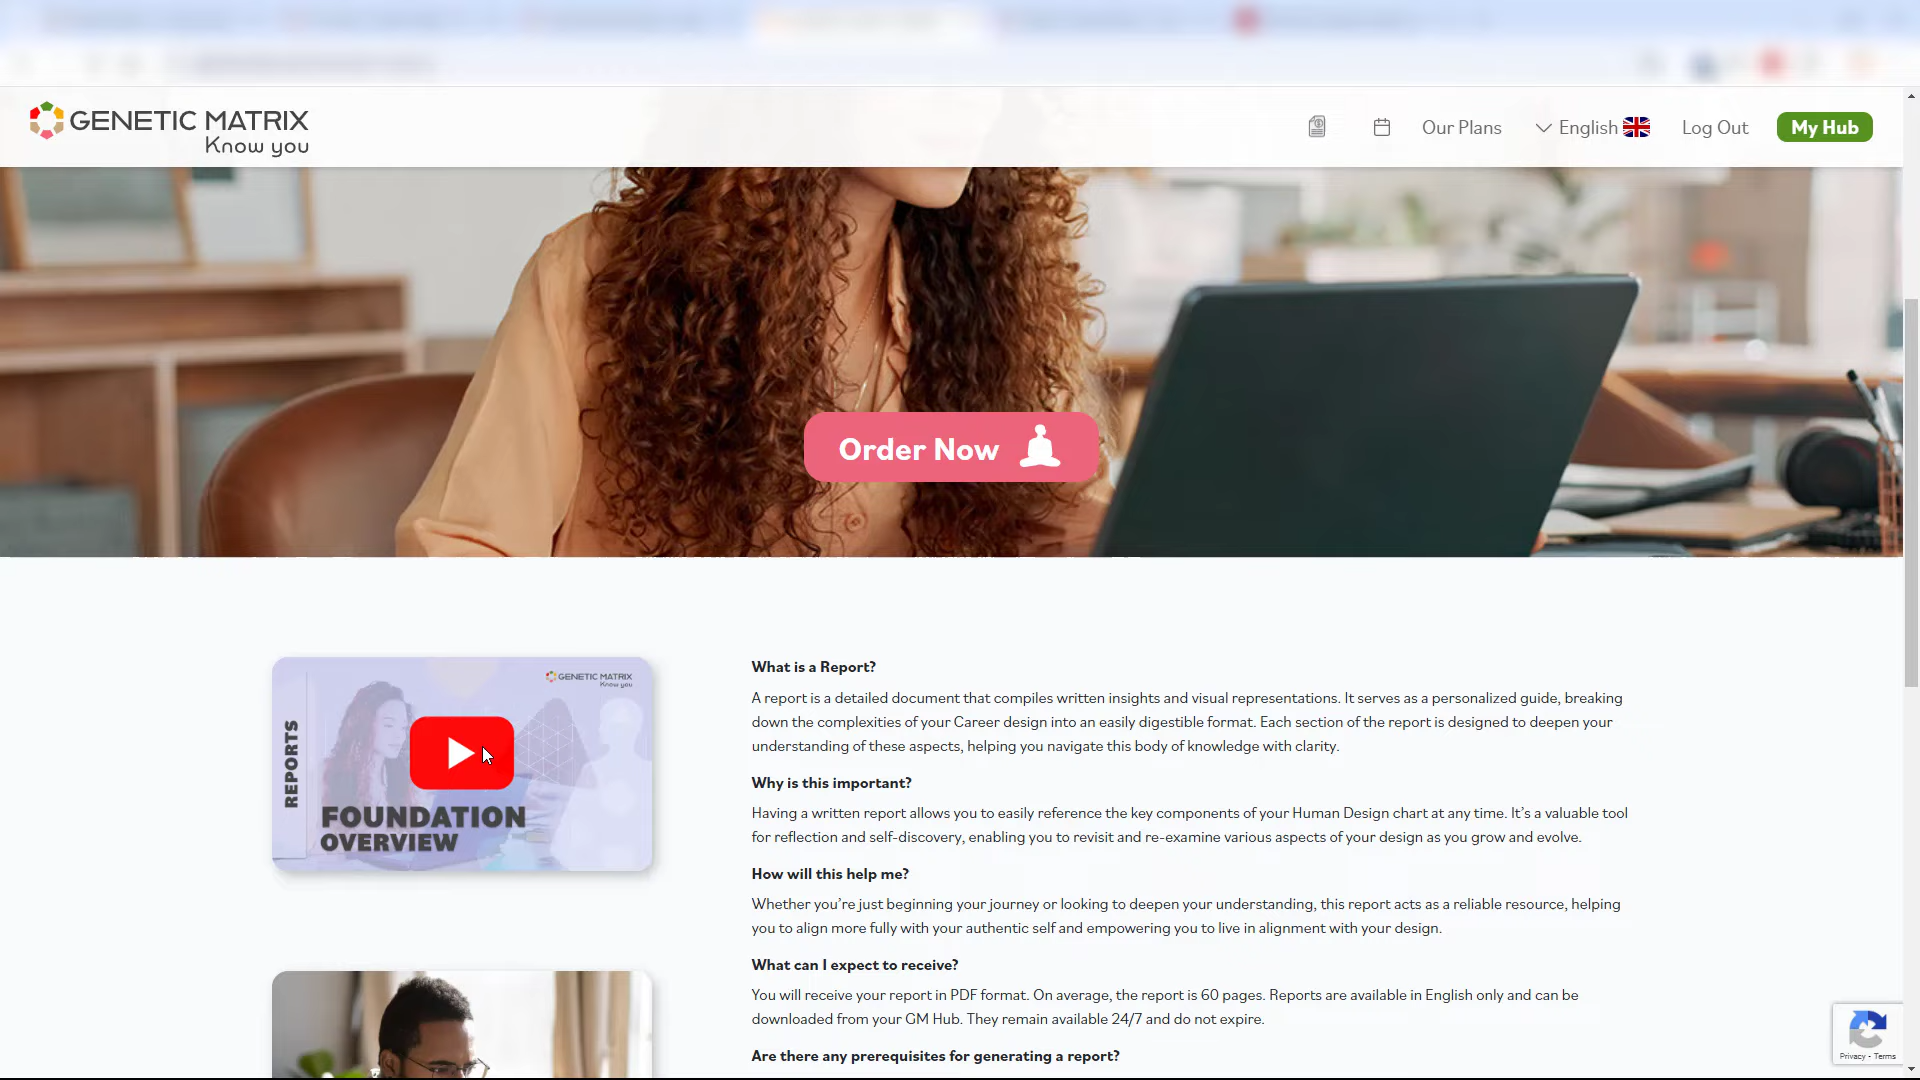 GENETIC MATRIX
Know you
Our Plans
English
Log Out
My Hub
Order Now
GENETIC MATRIX
Know you
REPORTS
FOUNDATION
OVERVIEW
What is a Report?
A report is a detailed document that compiles written insights and visual representations. It serves as a personalized guide, breaking
down the complexities of your Career design into an easily digestible format. Each section of the report is designed to deepen your
understanding of these aspects, helping you navigate this body of knowledge with clarity.
Why is this important?
Having a written report allows you to easily reference the key components of your Human Design chart at any time. It’s a valuable tool
for reflection and self-discovery, enabling you to revisit and re-examine various aspects of your design as you grow and evolve.
How will this help me?
Whether you’re just beginning your journey or looking to deepen your understanding, this report acts as a reliable resource, helping
you to align more fully with your authentic self and empowering you to live in alignment with your design.
What can I expect to receive?
You will receive your report in PDF format. On average, the report is 60 pages. Reports are available in English only and can be
downloaded from your GM Hub. They remain available 24/7 and do not expire.
Are there any prerequisites for generating a report?
Privacy - Terms